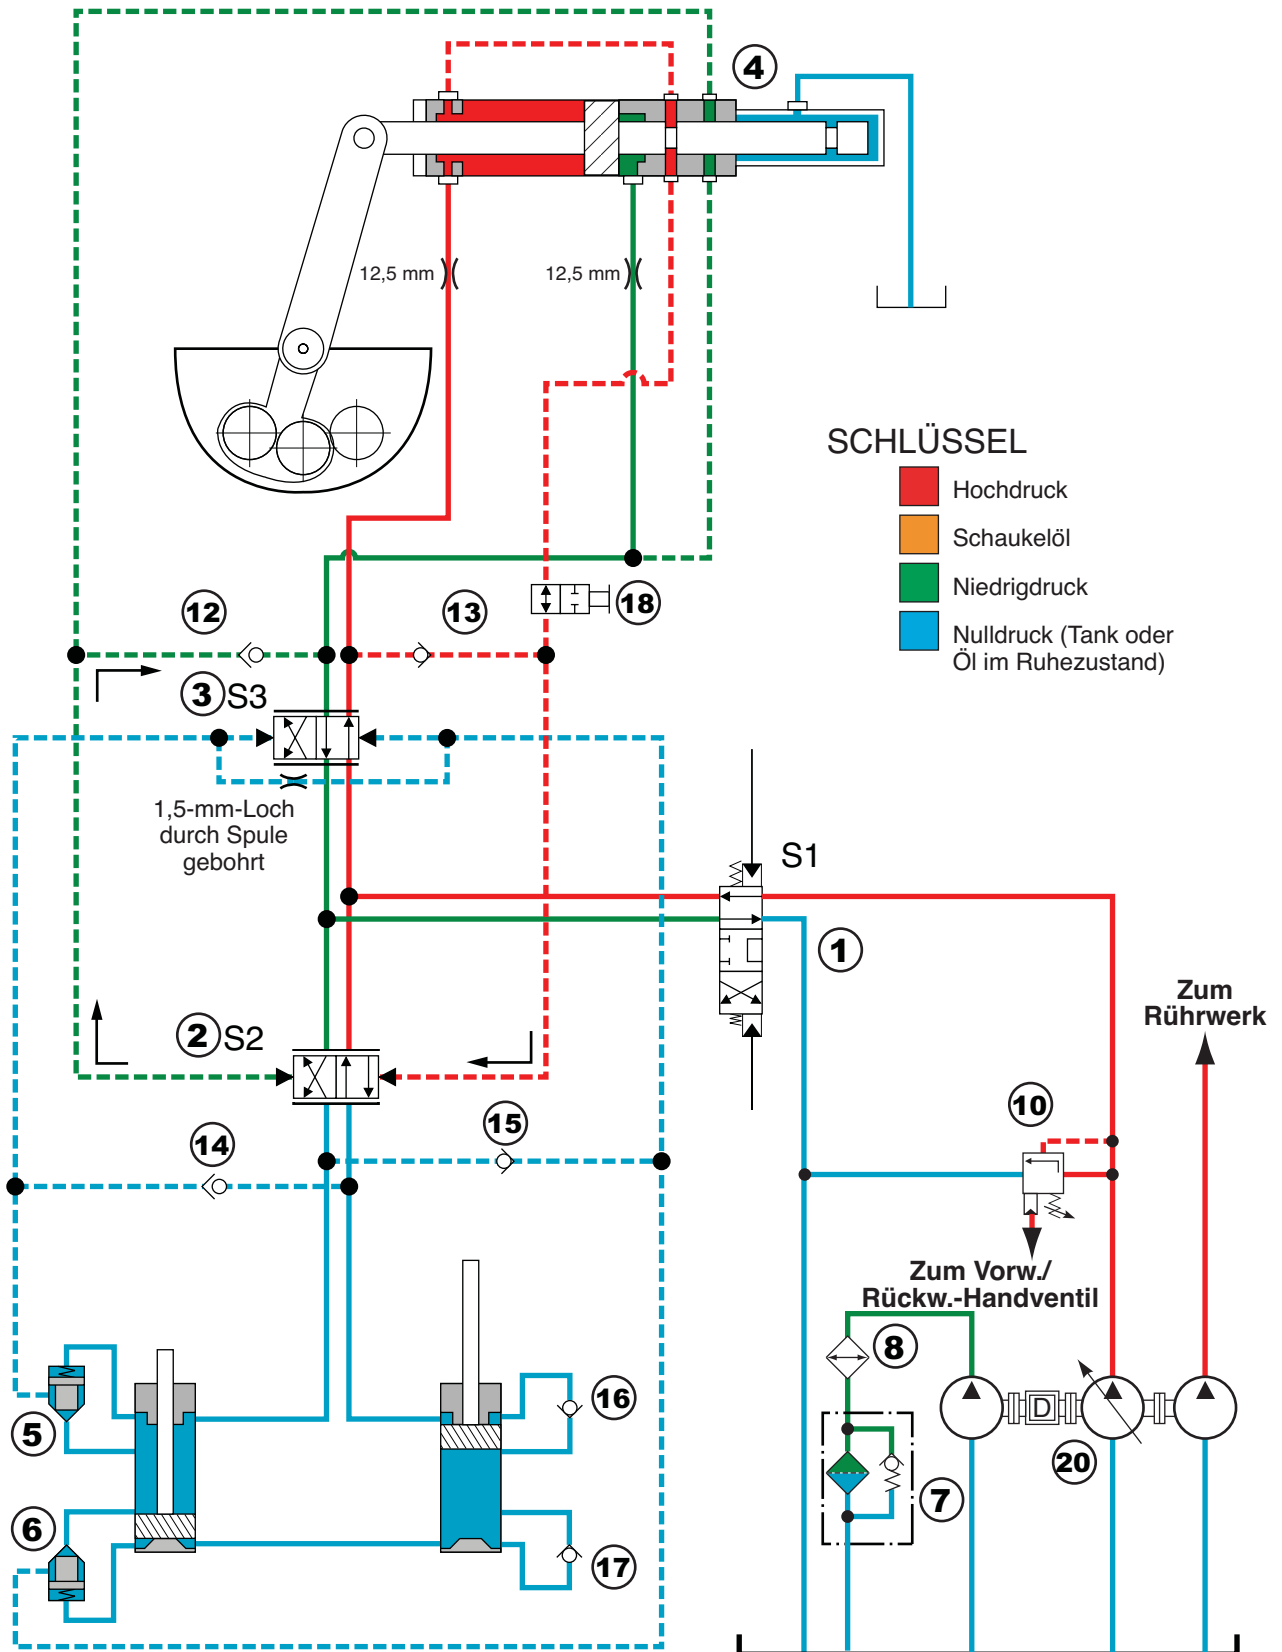 4
12,5 mm
12,5 mm
SCHLÜSSEL
Hochdruck
Schaukelöl
Niedrigdruck
Nulldruck (Tank oder
Öl im Ruhezustand)
12
13
18
3 S3
1,5-mm-Loch
durch Spule
gebohrt
S1
1
2 S2
Zum
Rührwerk
10
15
14
Zum Vorw./
Rückw.-Handventil
8
16
5
D
20
7
6
17